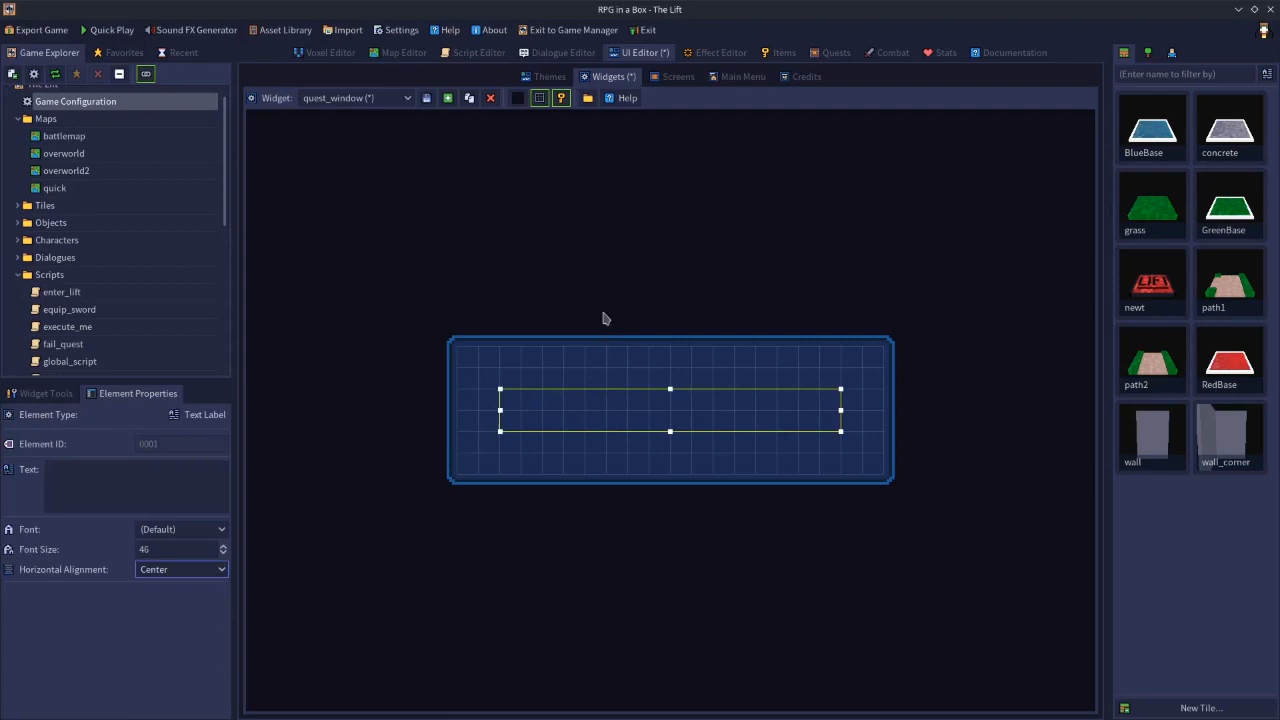 RPG in a Box - The Lift
Export Game Quick Play Sound FX Generator Asset Library Import Settings Help About Exit to Game Manager Exit
Game Explorer Favorites Recent Voxel Editor Map Editor Script Editor Dialogue Editor UI Editor (*) Effect Editor Items Quests Combat Stats Documentation
Themes Widgets (*) Screens Main Menu Credits
(Enter name to filter by)
Widget: quest_window (*) Help
The Lift
Game Configuration
Maps
battlemap
overworld
overworld2
quick
Tiles
Objects
Characters
Dialogues
Scripts
enter_lift
equip_sword
execute_me
fail_quest
global_script
Widget Tools Element Properties
Element Type: Text Label
Element ID: 0001
Text:
Font: (Default)
Font Size: 46
Horizontal Alignment: Center
BlueBase concrete
grass GreenBase
LIFT
newt path1
path2 RedBase
wall wall_corner
New Tile...